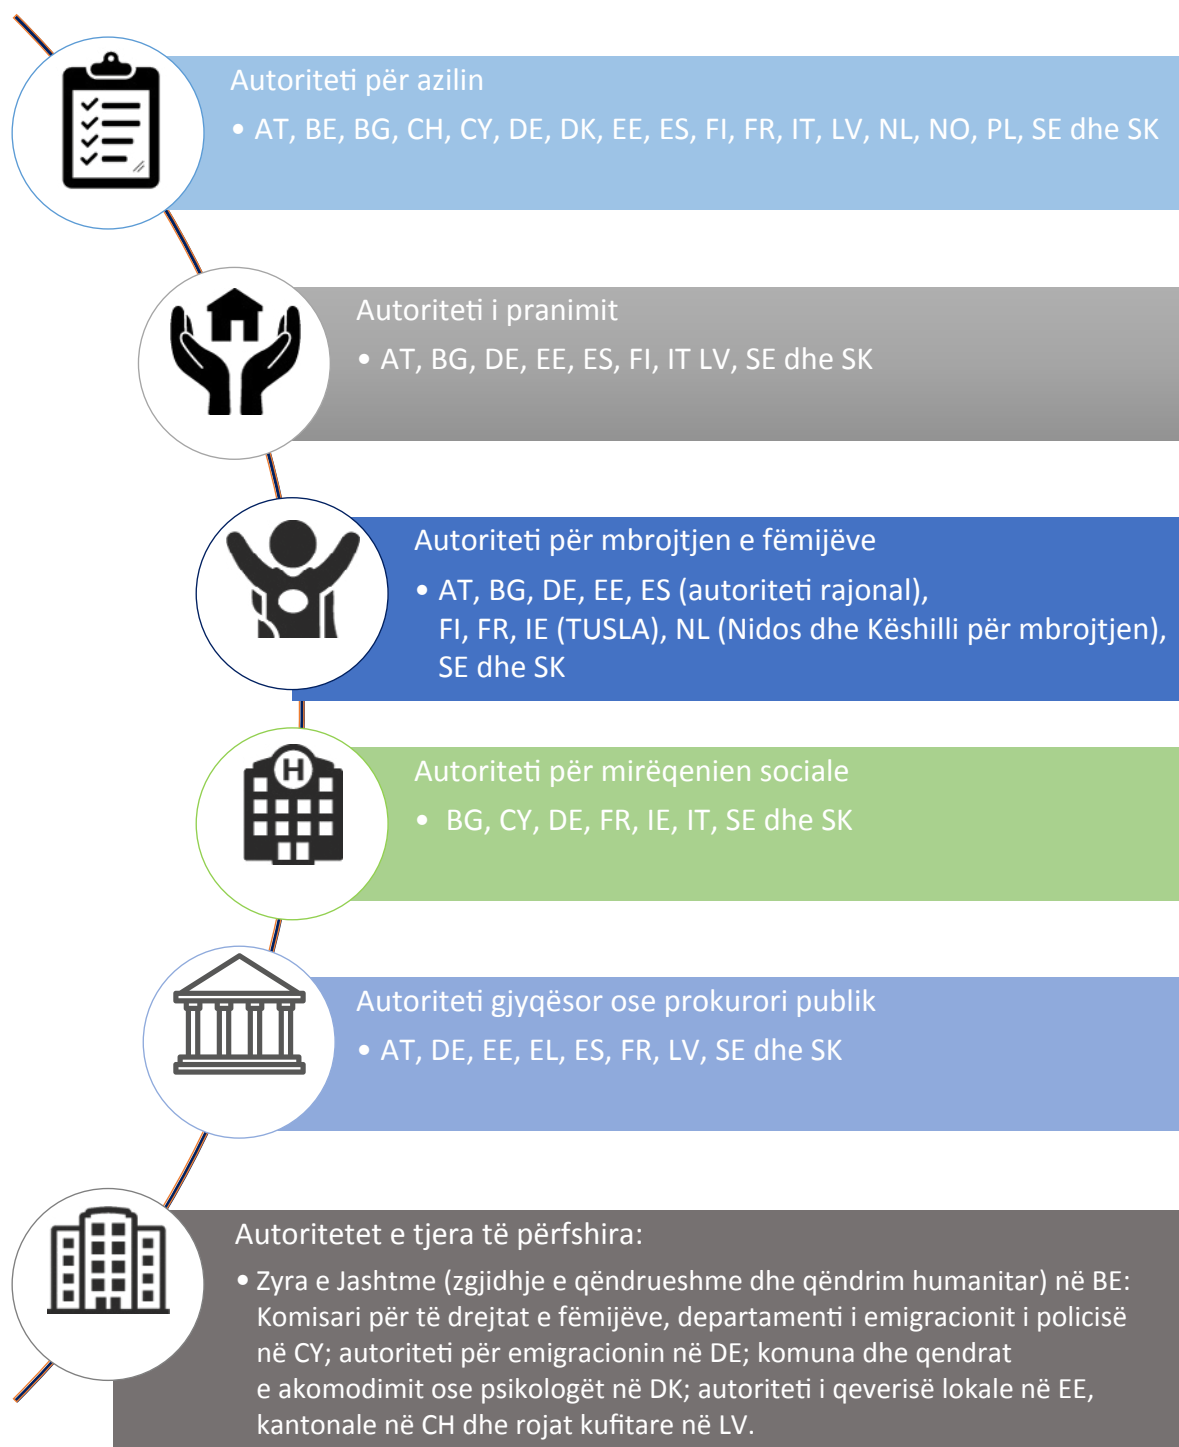 Autoriteti për azilin
• AT, BE, BG, CH, CY, DE, DK, EE, ES, FI, FR, IT, LV, NL, NO, PL, SE dhe SK
Autoriteti i pranimit
• AT, BG, DE, EE, ES, FI, IT LV, SE dhe SK
Autoriteti për mbrojtjen e fëmijëve
• AT, BG, DE, EE, ES (autoriteti rajonal),
FI, FR, IE (TUSLA), NL (Nidos dhe Këshilli për mbrojtjen),
SE dhe SK
H
Autoriteti për mirëqenien sociale
• BG, CY, DE, FR, IE, IT, SE dhe SK
Autoriteti gjyqësor ose prokurori publik
• AT, DE, EE, EL, ES, FR, LV, SE dhe SK
Autoritetet e tjera të përfshira:
• Zyra e Jashtme (zgjidhje e qëndrueshme dhe qëndrim humanitar) në BE:
Komisari për të drejtat e fëmijëve, departamenti i emigracionit i policisë
në CY; autoriteti për emigracionin në DE; komuna dhe qendrat
e akomodimit ose psikologët në DK; autoriteti i qeverisë lokale në EE,
kantonale në CH dhe rojat kufitare në LV.